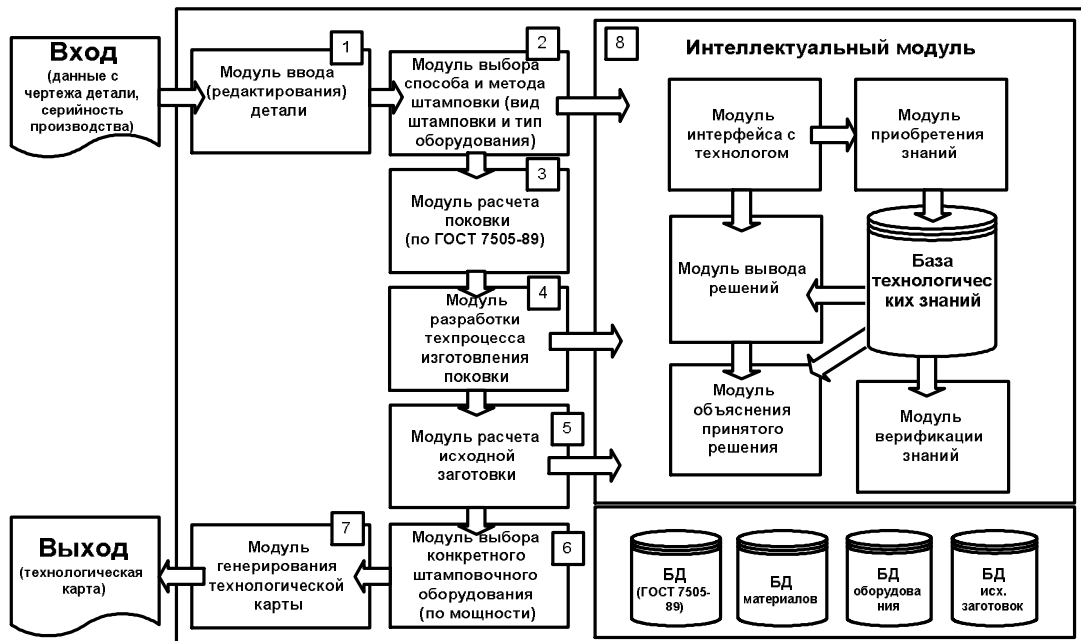 Вход
(данные с
чертежа детали,
серийность
производства)
1
Модуль ввода
(редактирования)
детали
2
Модуль выбора
способа и метода
штамповки (вид
штамповки и тип
оборудования)
3
Модуль расчета
поковки
(по ГОСТ 7505-89)
4
Модуль
разработки
техпроцесса
изготовления
поковки
5
Модуль расчета
исходной
заготовки
6
Модуль выбора
конкретного
штамповочного
оборудования
(по мощности)
7
Модуль
генерирования
технологической
карты
Выход
(технологическая
карта)
8
Интеллектуальный модуль
Модуль
интерфейса с
технологом
Модуль
приобретения
знаний
Модуль вывода
решений
База
технологичес
ких знаний
Модуль
объяснения
принятого
решения
Модуль
верификации
знаний
БД
(ГОСТ 7505-
89)
БД
материалов
БД
оборудова
ния
БД
исх.
заготовок